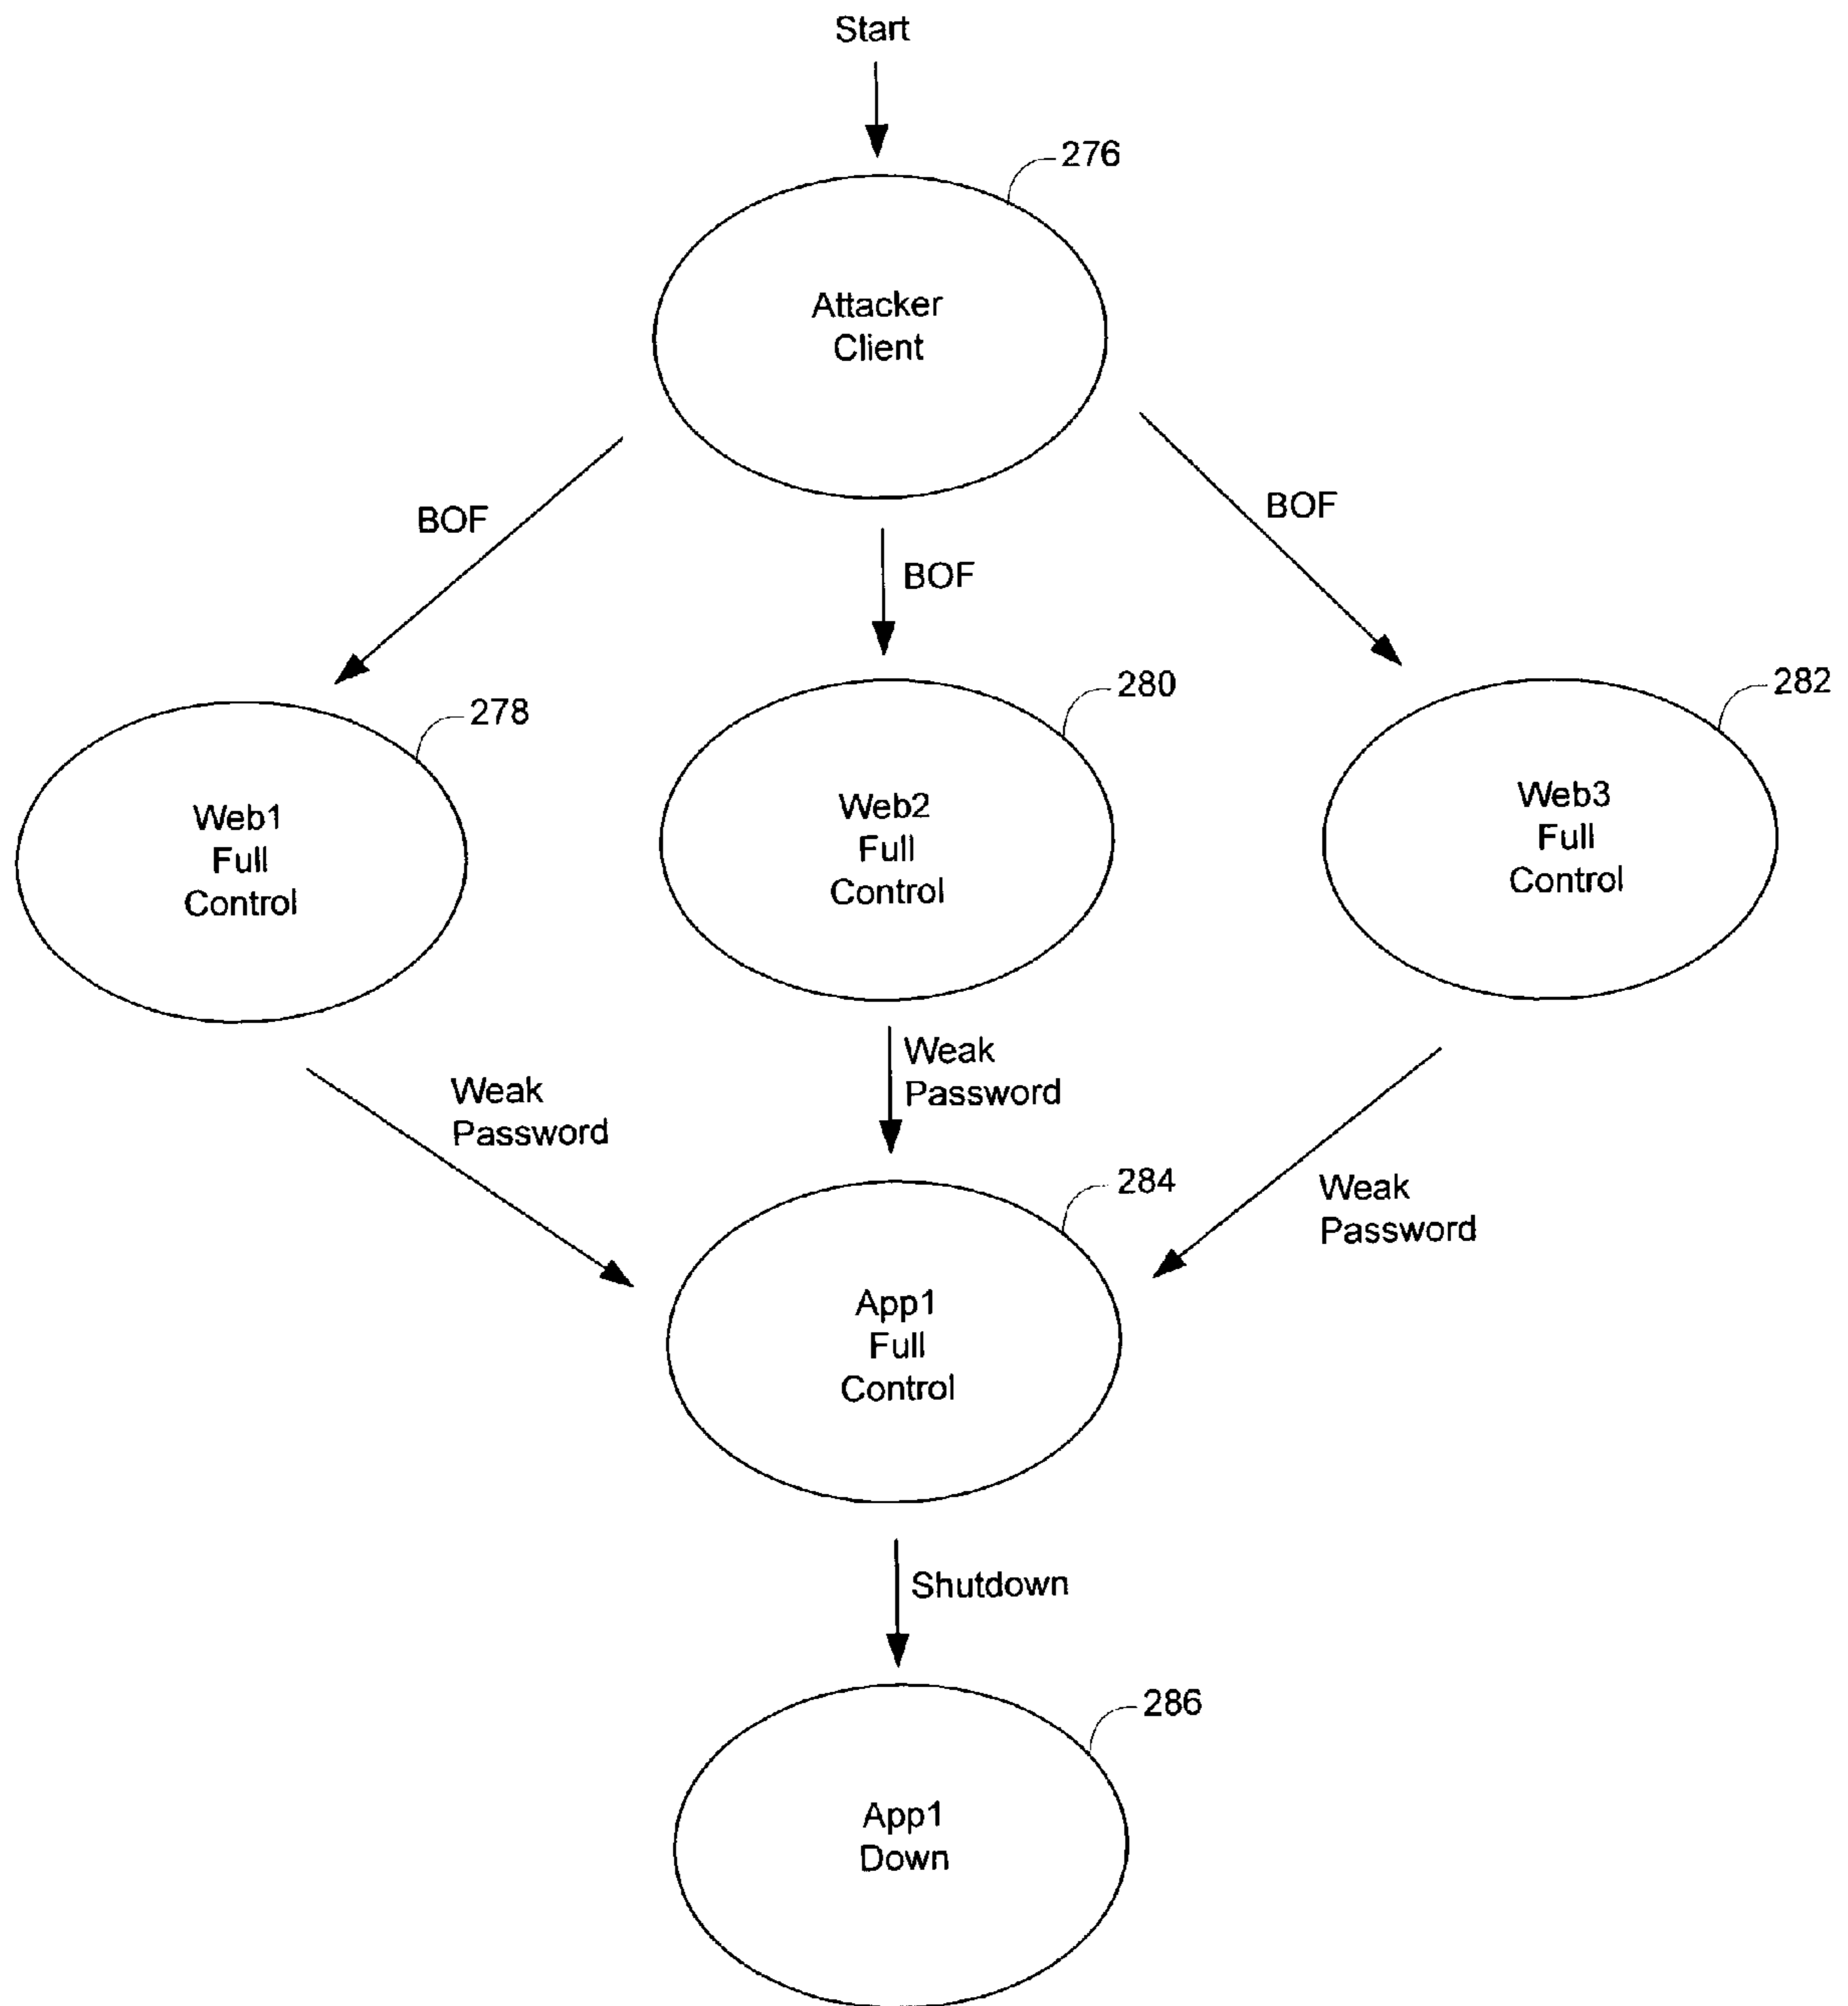 Start
276
Attacker
Client
BOF
BOF
BOF
278
280
282
Web1
Full
Control
Web2
Full
Control
Web3
Full
Control
Weak
Password
Weak
Password
Weak
Password
284
App1
Full
Control
Shutdown
286
App1
Down